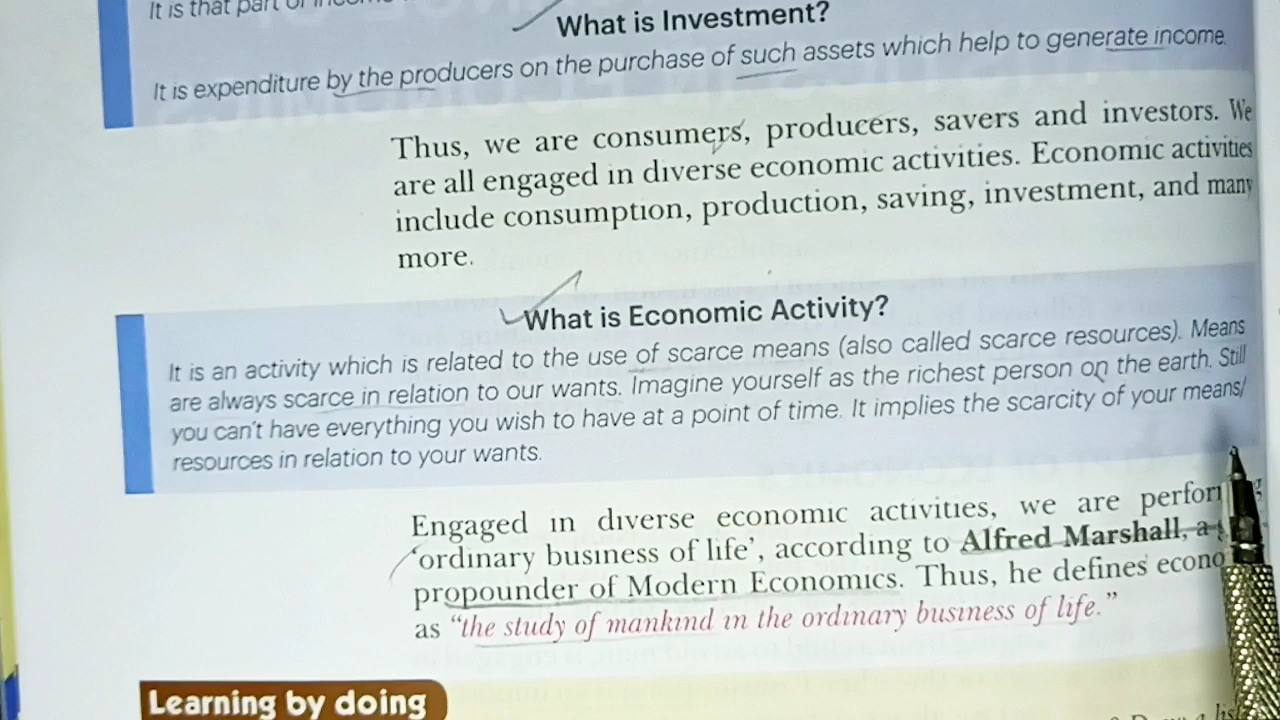 It is that part of
What is Investment?
It is expenditure by the producers on the purchase of such assets which help to generate income.
Thus, we are consumers, producers, savers and investors. We
are all engaged in diverse economic activities. Economic activities
include consumption, production, saving, investment, and many
more.
What is Economic Activity?
It is an activity which is related to the use of scarce means (also called scarce resources). Means
are always scarce in relation to our wants. Imagine yourself as the richest person on the earth. Still
you can't have everything you wish to have at a point of time. It implies the scarcity of your means/
resources in relation to your wants.
Engaged in diverse economic activities, we are
'ordinary business of life', according to Alfred Marshall, a
propounder of Modern Economics. Thus, he defines
as "the study of mankind in the ordinary business of life."
Learning by doing